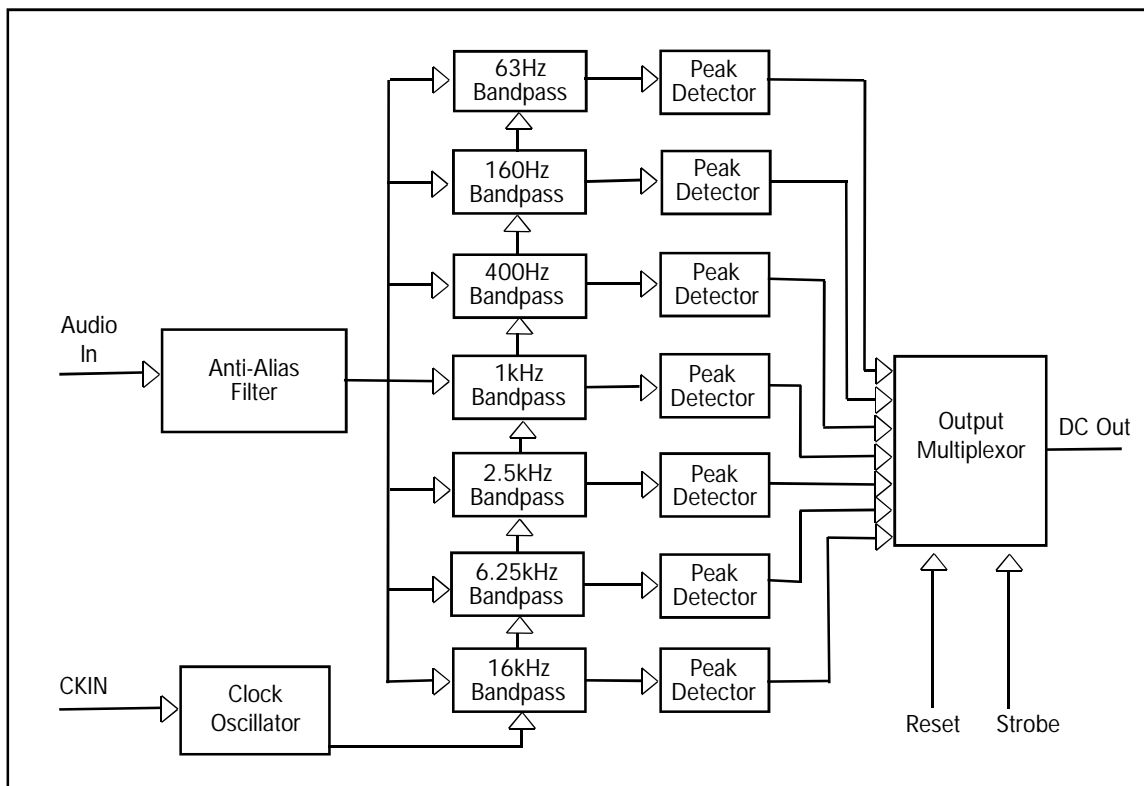 63Hz
Bandpass
Peak
Detector
160Hz
Bandpass
Peak
Detector
400Hz
Bandpass
Peak
Detector
Audio
In
Anti-Alias
Filter
1kHz
Bandpass
Peak
Detector
Output
Multiplexor
DC Out
2.5kHz
Bandpass
Peak
Detector
6.25kHz
Bandpass
Peak
Detector
CKIN
Clock
Oscillator
16kHz
Bandpass
Peak
Detector
Reset
Strobe